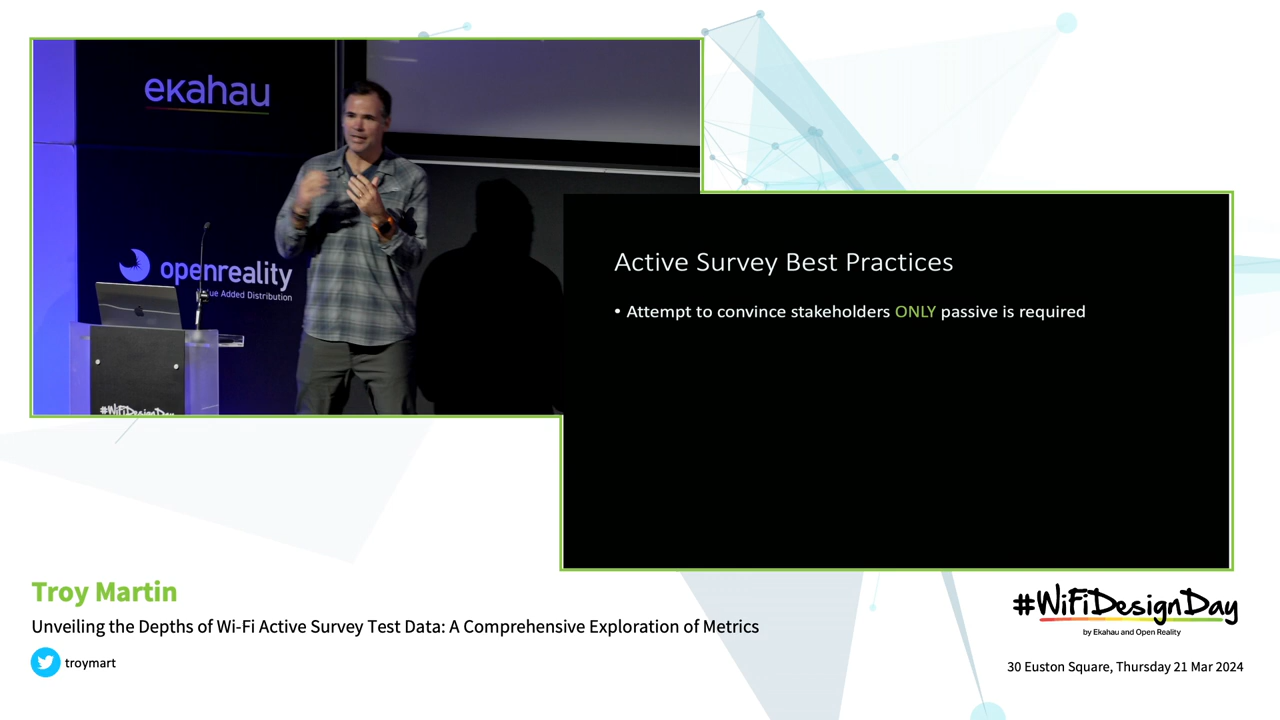 ekahau
openreality
ue Added Distribution
#WiFiDesignDay
Active Survey Best Practices
• Attempt to convince stakeholders ONLY passive is required
Troy Martin
Unveiling the Depths of Wi-Fi Active Survey Test Data: A Comprehensive Exploration of Metrics
troymart
#WiFiDesignDay
by Ekahau and Open Reality
30 Euston Square, Thursday 21 Mar 2024